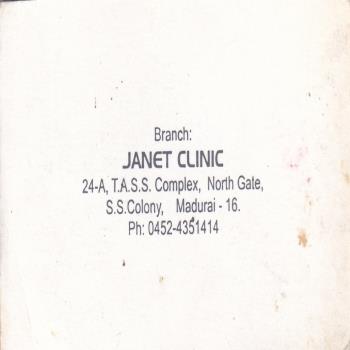 Branch:
JANET CLINIC
24-A, T.A.S.S. Complex, North Gate,
S.S.Colony, Madurai - 16.
Ph: 0452-4351414